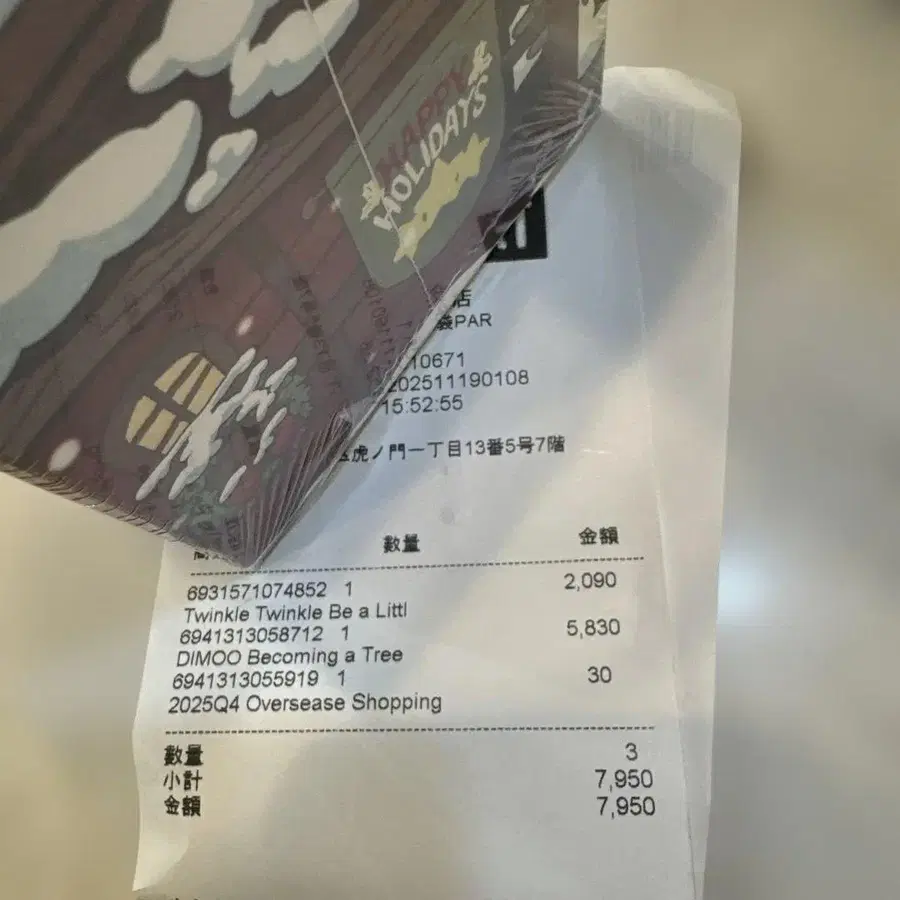 HAPPY
HOLIDAYS
店
袋PAR
10671
202511190108
15:52:55
虎ノ門一丁目13番5号7階
數量 金額
6931571074852 1 2,090
Twinkle Twinkle Be a Littl
6941313058712 1 5,830
DIMOO Becoming a Tree
6941313055919 1 30
2025Q4 Oversease Shopping
數量 3
小計 7,950
金額 7,950